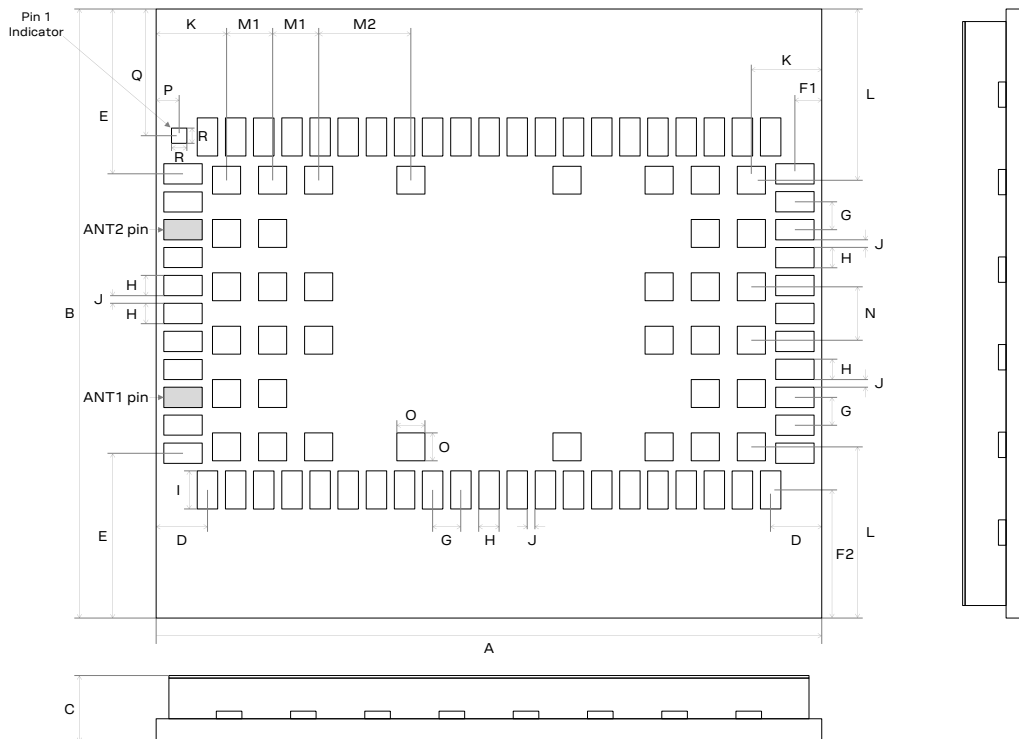 Pin 1
Indicator
K
M1
M1
M2
K
Q
P
F1
L
E
R
R
ANT2 pin
G
J
H
H
J
H
B
N
H
J
ANT1 pin
G
O
O
I
E
D
G
H
J
D
F2
L
A
C